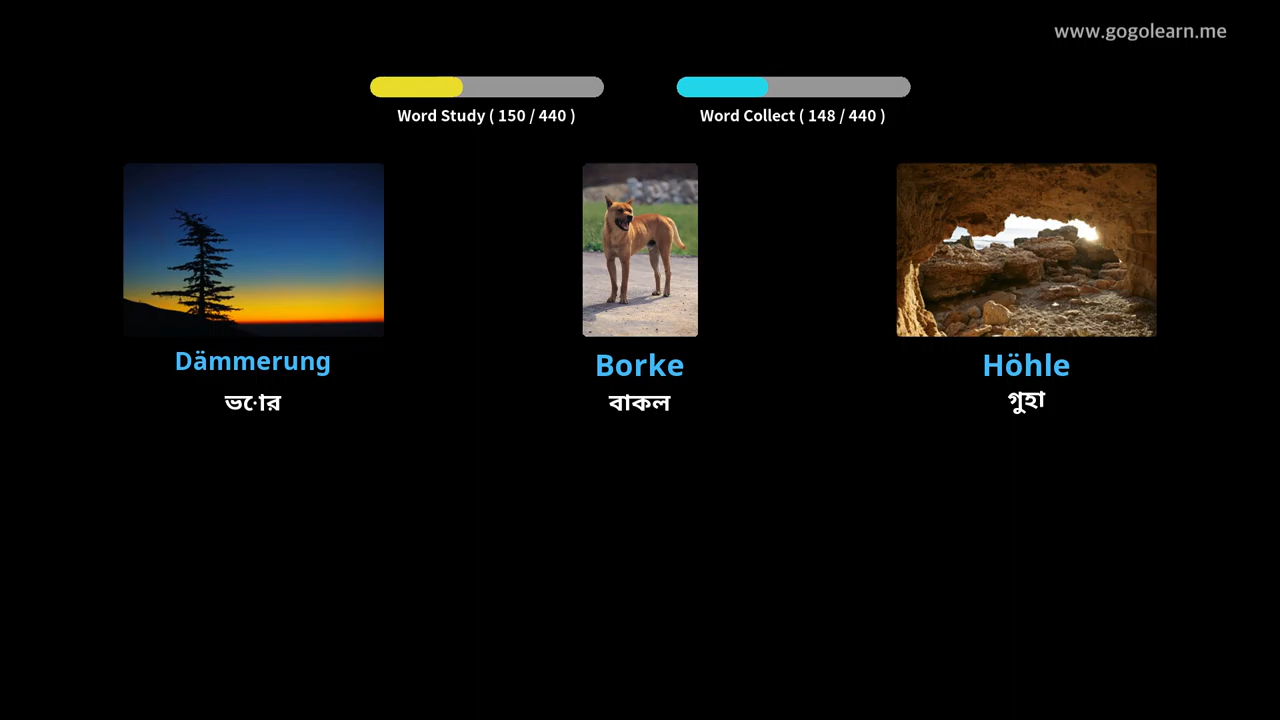 www.gogolearn.me
Word Study ( 150 / 440 )
Word Collect ( 148 / 440 )
Dämmerung
Borke
Höhle
ভোর
বাকল
গুহা